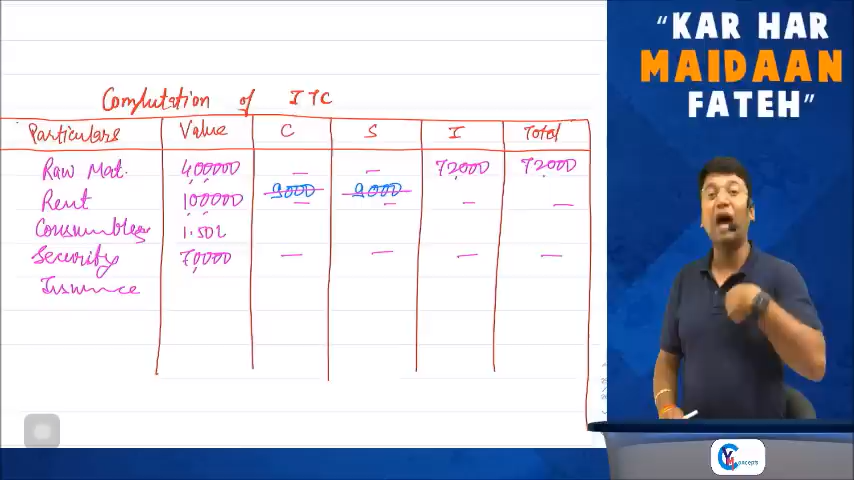 "KAR HAR
MAIDAAN
FATEH"
Computation of ITC
Particulars Value C S I Total
Raw Mat. 400000 — — 72000 72000
Rent 100000 9000 9000 — —
Consumbles 1.50L
Security 70000 — — — —
Insurance